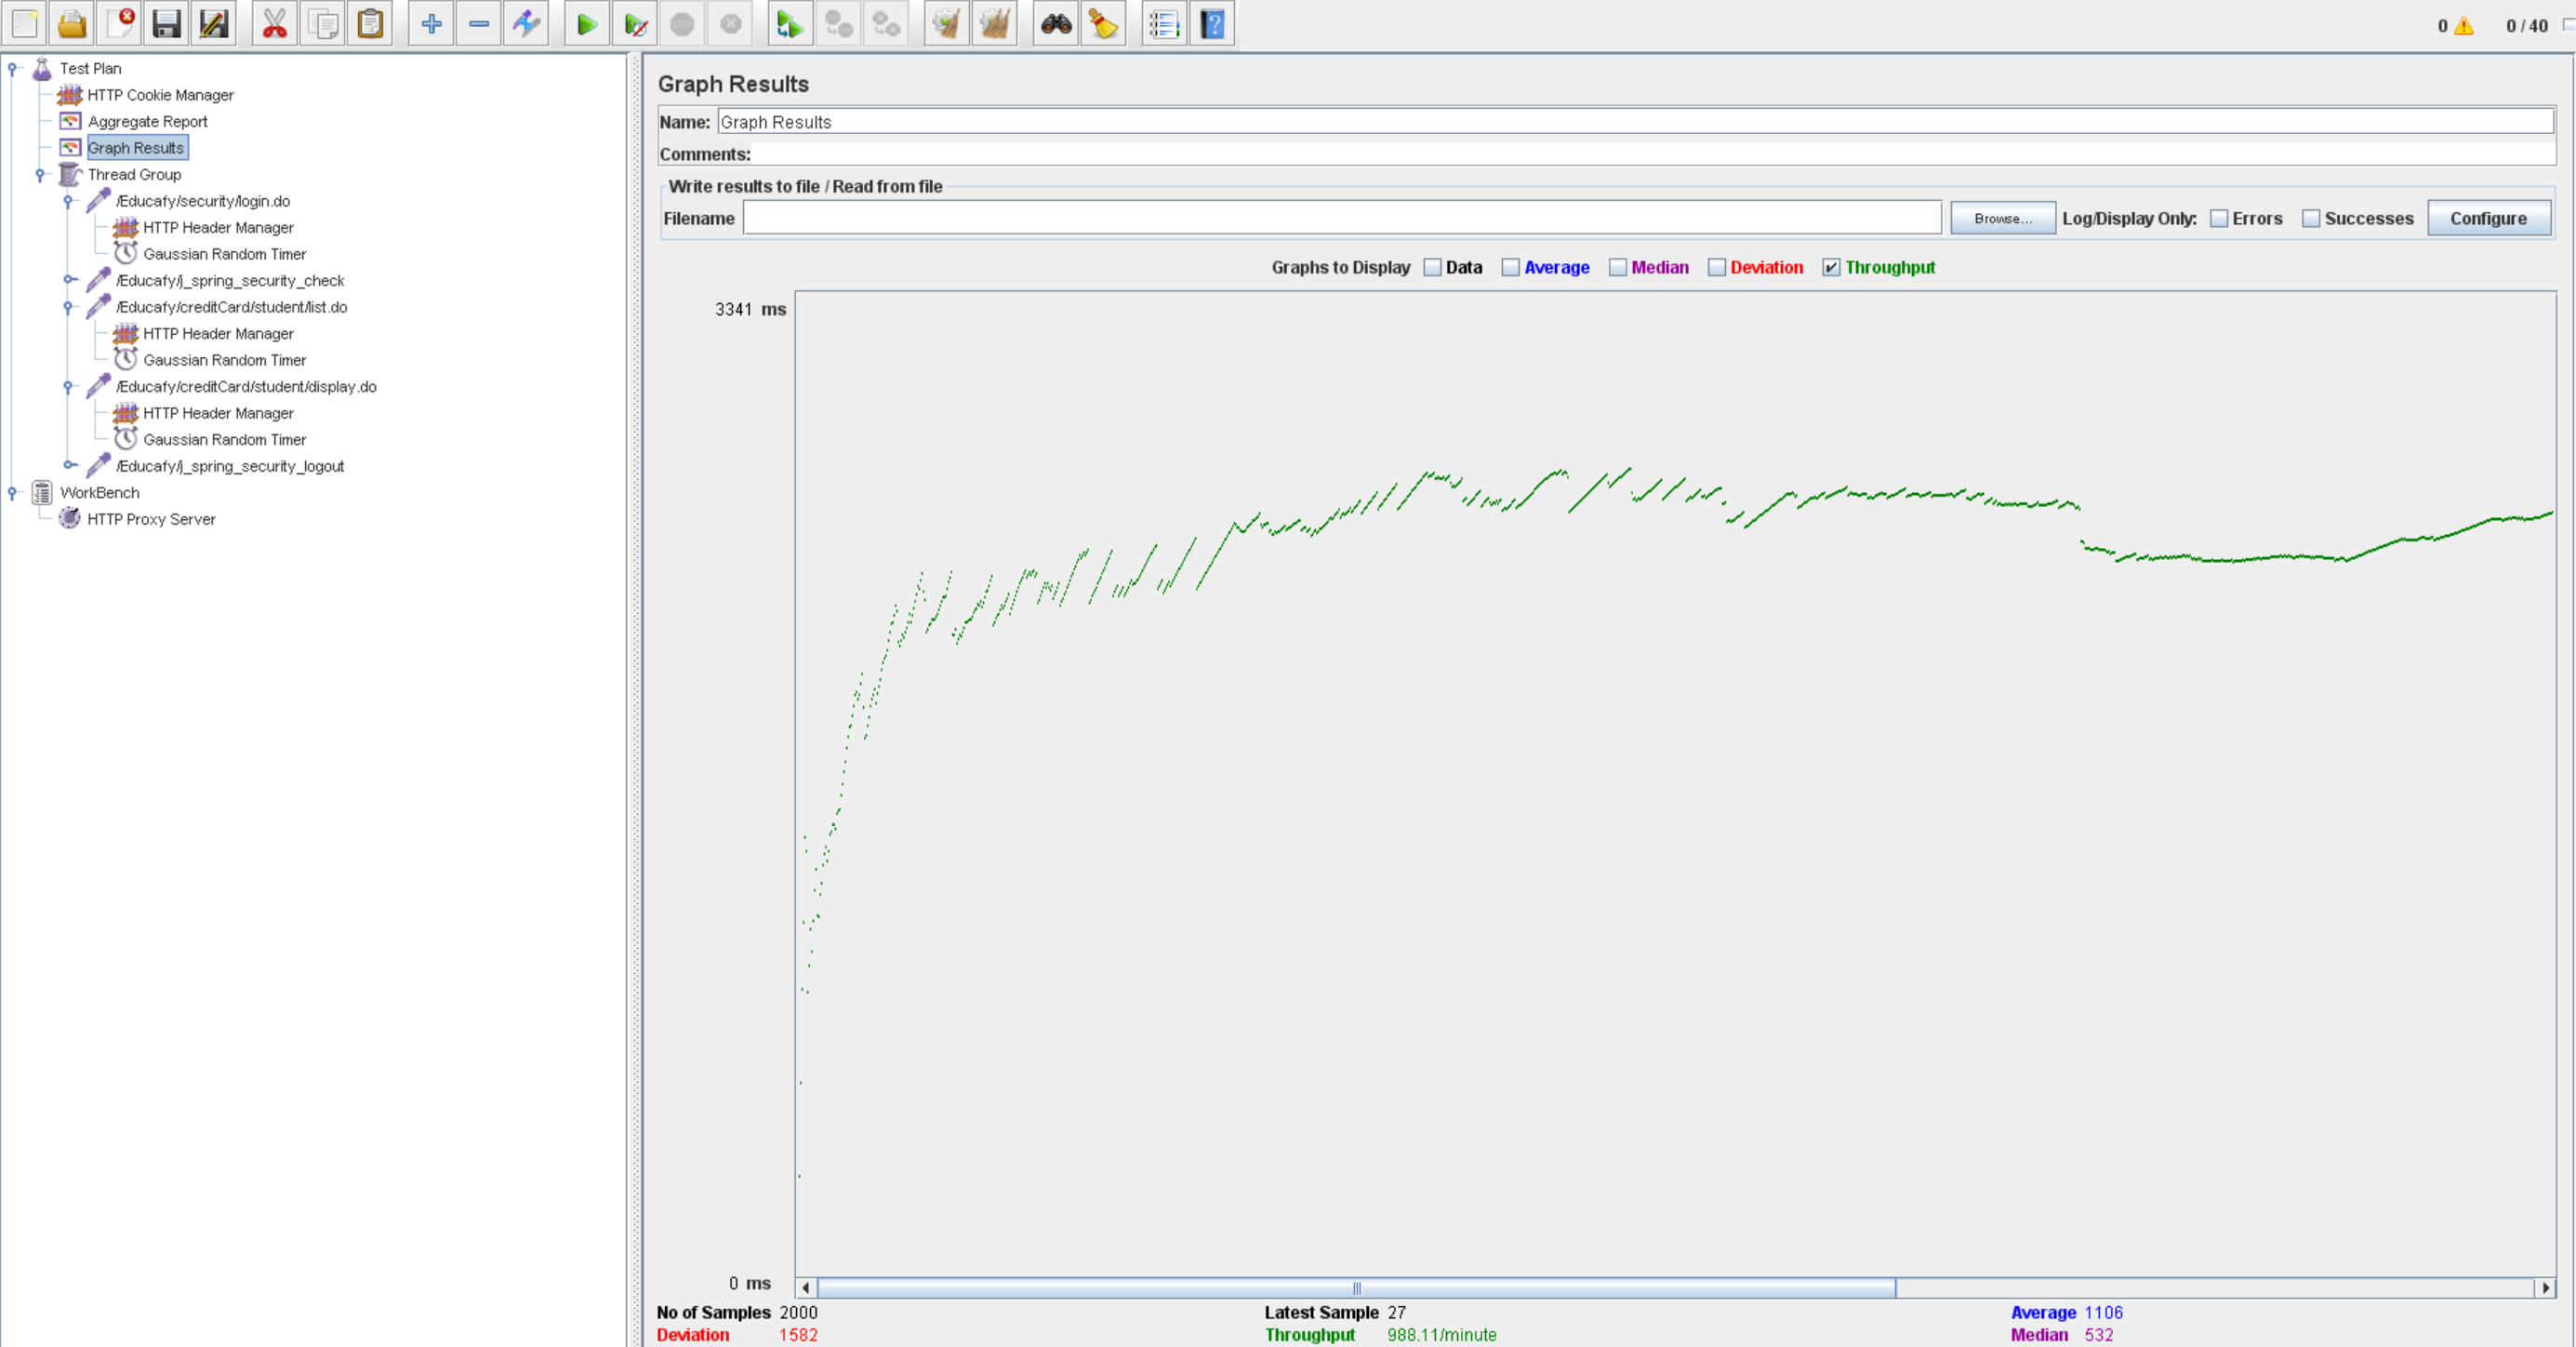 0 0 / 40
Test Plan
HTTP Cookie Manager
Aggregate Report
Graph Results
Thread Group
/Educafy/security/login.do
HTTP Header Manager
Gaussian Random Timer
/Educafy/j_spring_security_check
/Educafy/creditCard/student/list.do
HTTP Header Manager
Gaussian Random Timer
/Educafy/creditCard/student/display.do
HTTP Header Manager
Gaussian Random Timer
/Educafy/j_spring_security_logout
WorkBench
HTTP Proxy Server
Graph Results
Name: Graph Results
Comments:
Write results to file / Read from file
Filename Browse... Log/Display Only: Errors Successes Configure
Graphs to Display Data Average Median Deviation Throughput
3341 ms
0 ms
No of Samples 2000 Latest Sample 27 Average 1106
Deviation 1582 Throughput 988.11/minute Median 532